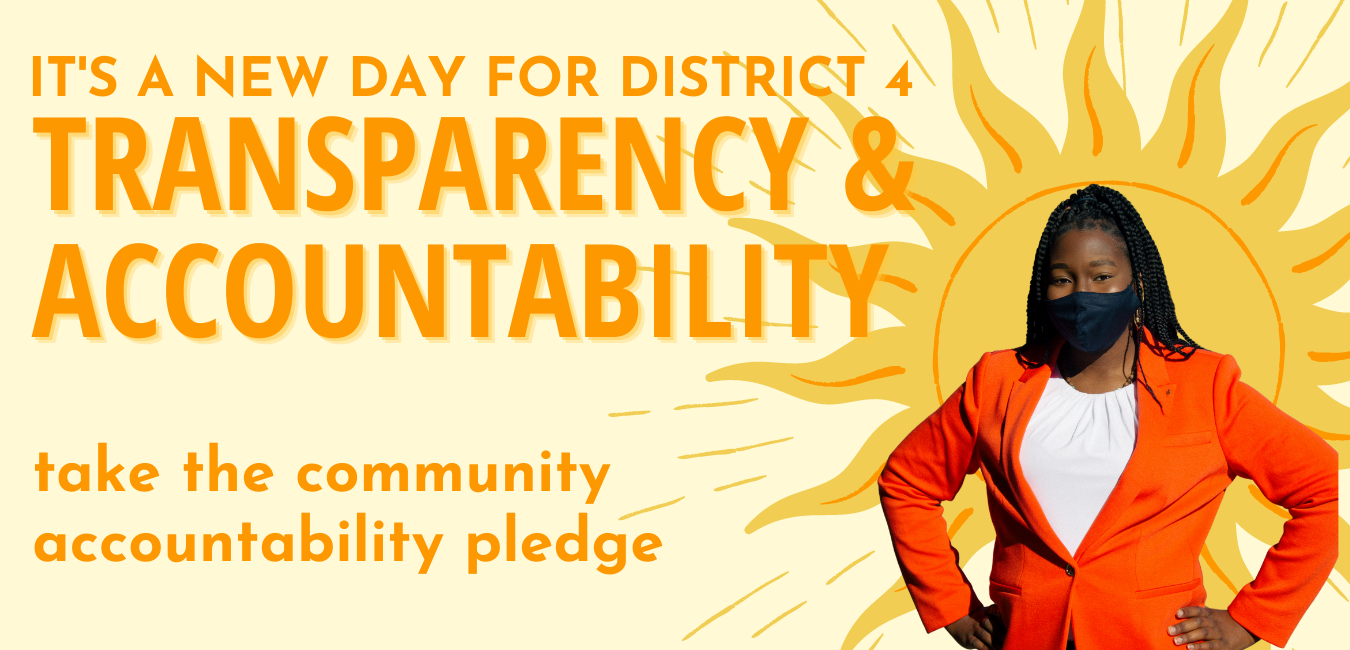 IT'S A NEW DAY FOR DISTRICT 4
TRANSPARENCY &
ACCOUNTABILITY
take the community
accountability pledge